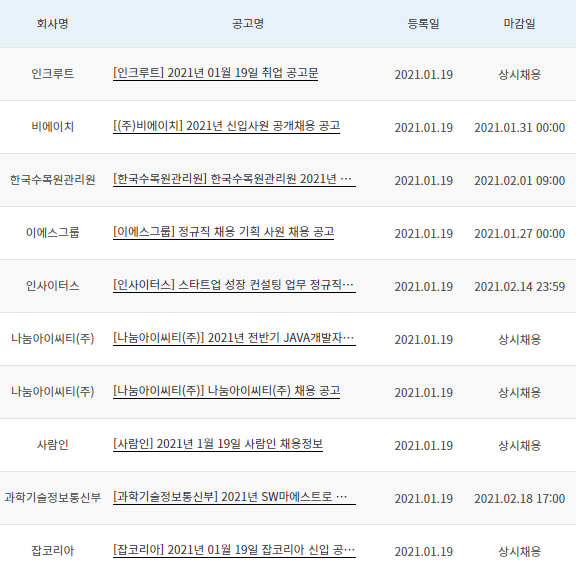 회사명 공고명 등록일 마감일
인크루트 [인크루트] 2021년 01월 19일 취업 공고문 2021.01.19 상시채용
비에이치 [(주)비에이치] 2021년 신입사원 공개채용 공고 2021.01.19 2021.01.31 00:00
한국수목원관리원 [한국수목원관리원] 한국수목원관리원 2021년 … 2021.01.19 2021.02.01 09:00
이에스그룹 [이에스그룹] 정규직 채용 기획 사원 채용 공고 2021.01.19 2021.01.27 00:00
인사이터스 [인사이터스] 스타트업 성장 컨설팅 업무 정규직… 2021.01.19 2021.02.14 23:59
나눔아이씨티(주) [나눔아이씨티(주)] 2021년 전반기 JAVA개발자… 2021.01.19 상시채용
나눔아이씨티(주) [나눔아이씨티(주)] 나눔아이씨티(주) 채용 공고 2021.01.19 상시채용
사람인 [사람인] 2021년 1월 19일 사람인 채용정보 2021.01.19 상시채용
과학기술정보통신부 [과학기술정보통신부] 2021년 SW마에스트로 … 2021.01.19 2021.02.18 17:00
잡코리아 [잡코리아] 2021년 01월 19일 잡코리아 신입 공… 2021.01.19 상시채용